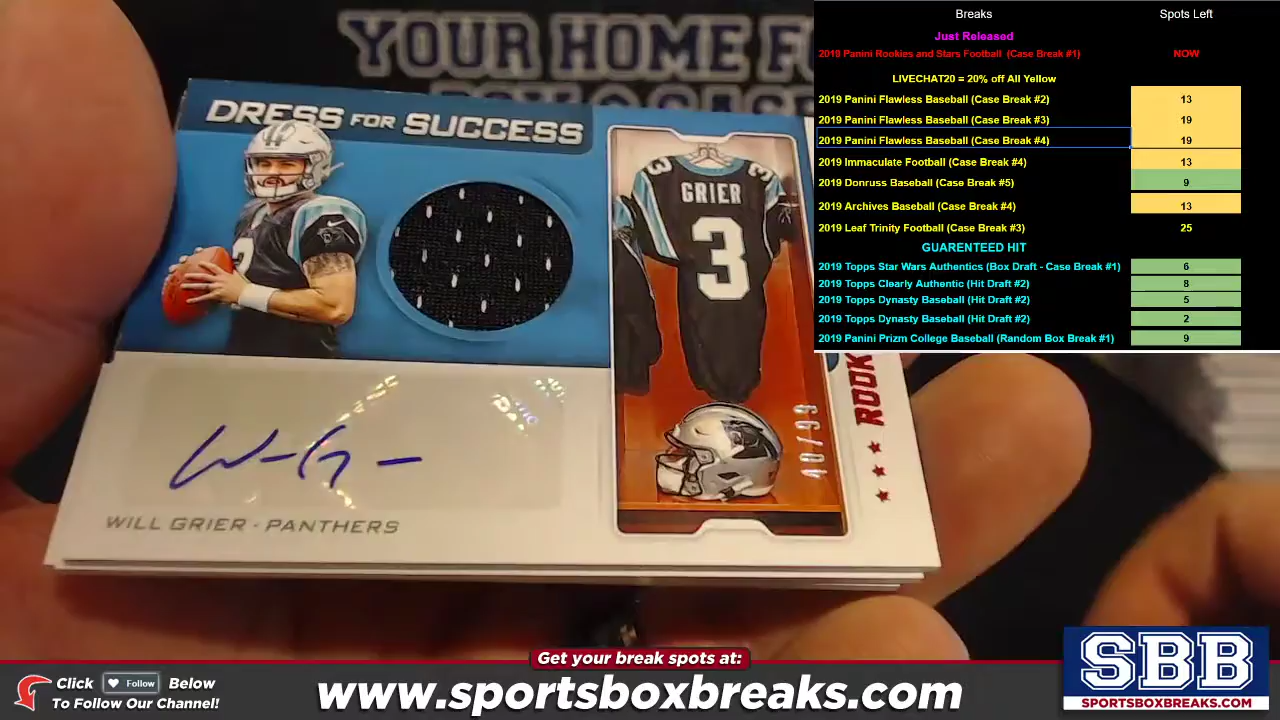 YOUR HOME FO
DRESS FOR SUCCESS
GRIER
3
3
3
40/99
ROOK
WILL GRIER - PANTHERS
Breaks Spots Left
Just Released
2019 Panini Rookies and Stars Football (Case Break #1) NOW
LIVECHAT20 = 20% off All Yellow
2019 Panini Flawless Baseball (Case Break #2) 13
2019 Panini Flawless Baseball (Case Break #3) 19
2019 Panini Flawless Baseball (Case Break #4) 19
2019 Immaculate Football (Case Break #4) 13
2019 Donruss Baseball (Case Break #5) 9
2019 Archives Baseball (Case Break #4) 13
2019 Leaf Trinity Football (Case Break #3) 25
GUARENTEED HIT
2019 Topps Star Wars Authentics (Box Draft - Case Break #1) 6
2019 Topps Clearly Authentic (Hit Draft #2) 8
2019 Topps Dynasty Baseball (Hit Draft #2) 5
2019 Topps Dynasty Baseball (Hit Draft #2) 2
2019 Panini Prizm College Baseball (Random Box Break #1) 9
Get your break spots at:
Click Follow Below
To Follow Our Channel!
www.sportsboxbreaks.com
SBB
SPORTSBOXBREAKS.COM